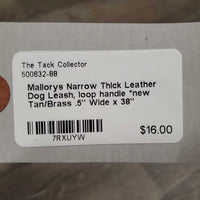 The Tack Collector
500632-88
Mallorys Narrow Thick Leather
Dog Leash, loop handle *new
Tan/Brass .5" Wide x 38"
$16.00
7RXUYW